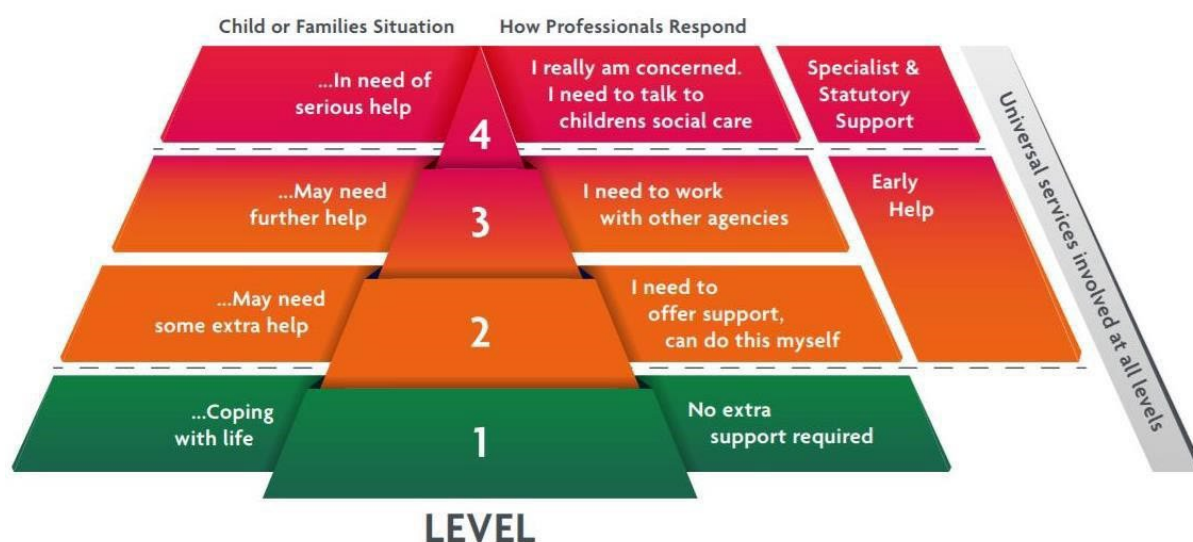 Child or Families Situation
How Professionals Respond
...In need of
serious help
4
I really am concerned.
I need to talk to
childrens social care
Specialist &
Statutory
Support
...May need
further help
3
I need to work
with other agencies
Early
Help
...May need
some extra help
2
I need to
offer support,
can do this myself
...Coping
with life
1
No extra
support required
Universal services involved at all levels
LEVEL